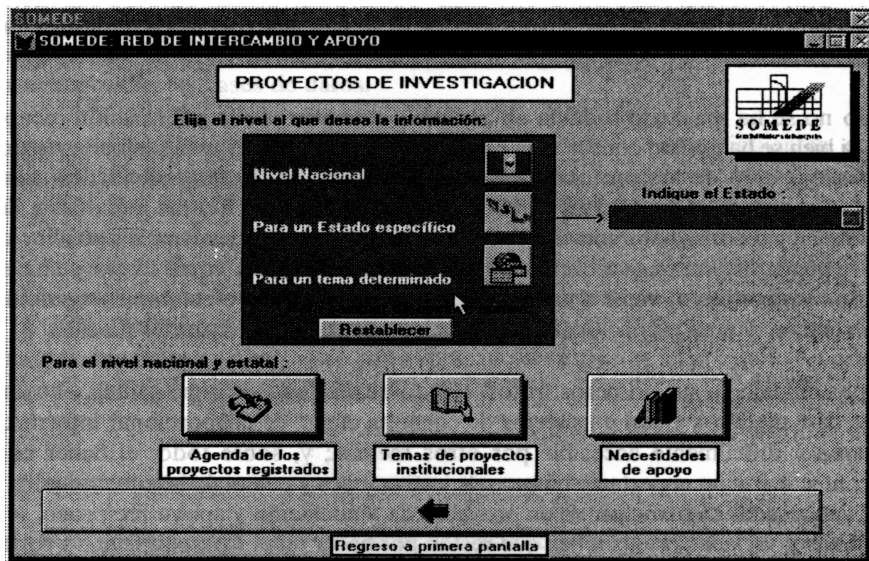 SOMEDE
SOMEDE: RED DE INTERCAMBIO Y APOYO
PROYECTOS DE INVESTIGACION
SOMEDE
Elija el nivel al que desea la información:
Nivel Nacional
Indique el Estado :
Para un Estado específico
Para un tema determinado
Restablecer
Para el nivel nacional y estatal :
Agenda de los
proyectos registrados
Temas de proyectos
institucionales
Necesidades
de apoyo
Regreso a primera pantalla